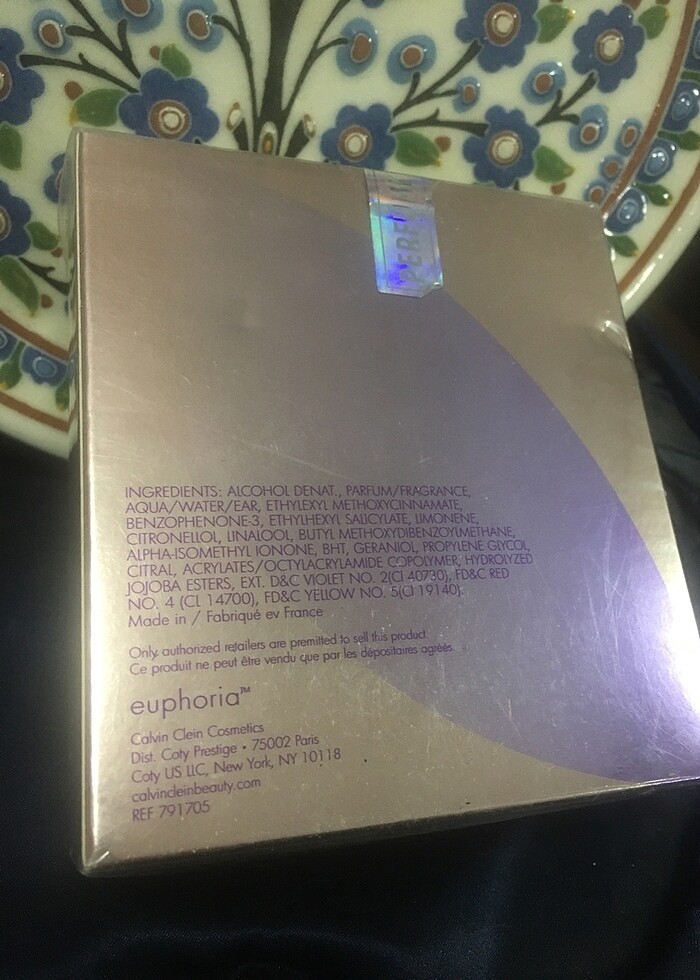 PERF
INGREDIENTS: ALCOHOL DENAT., PARFUM/FRAGRANCE,
AQUA/WATER/EAR, ETHYLEXYL METHOXYCINNAMATE,
BENZOPHENONE-3, ETHYLHEXYL SALICYLATE, LIMONENE,
CITRONELLOL, LINALOOL, BUTYL METHOXYDIBENZOYLMETHANE,
ALPHA-ISOMETHYL IONONE, BHT, GERANIOL, PROPYLENE GLYCOL,
CITRAL, ACRYLATES/OCTYLACRYLAMIDE COPOLYMER, HYDROLYZED
JOJOBA ESTERS, EXT. D&C VIOLET NO. 2(CI 40730), FD&C RED
NO. 4 (CL 14700), FD&C YELLOW NO. 5(CI 19140)
Made in / Fabriqué ev France
Only authorized retailers are premitted to sell this product
Ce produit ne peut être vendu que par les dépositaires agréés.
euphoria™
Calvin Clein Cosmetics
Dist. Coty Prestige • 75002 Paris
Coty US LLC, New York, NY 10118
calvincleinbeauty.com
REF 791705